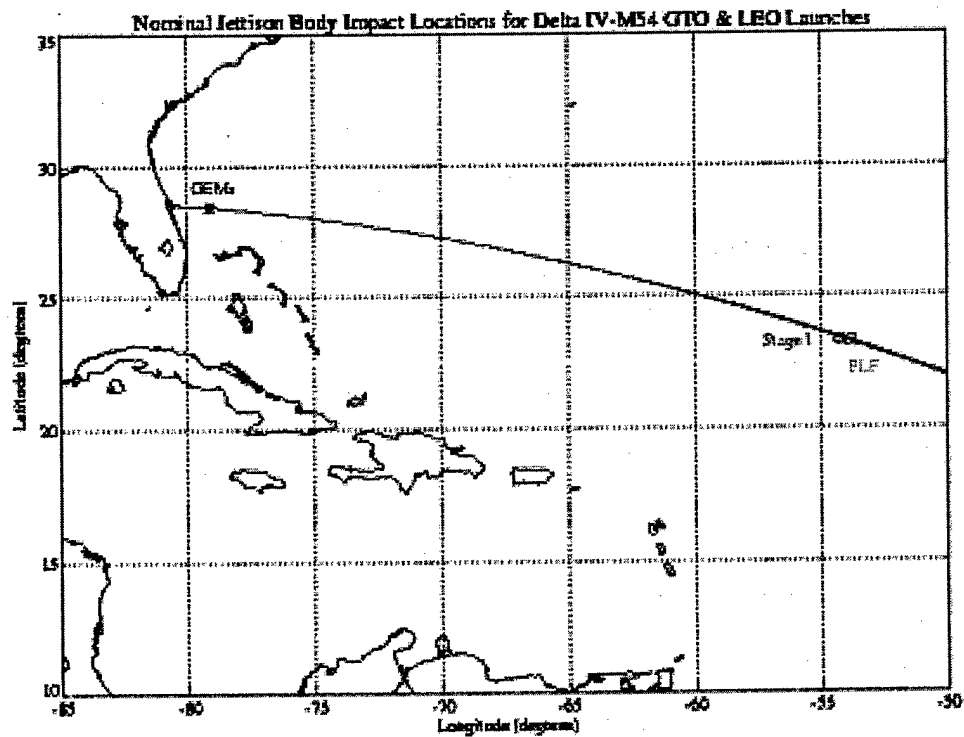 Nominal Jettison Body Impact Locations for Delta IV-M54 GTO & LEO Launches
35
30
GEMs
25
Stage 1
PLF
Latitude (degrees)
20
15
10
-85 -80 -75 -70 -65 -60 -55 -50
Longitude (degrees)